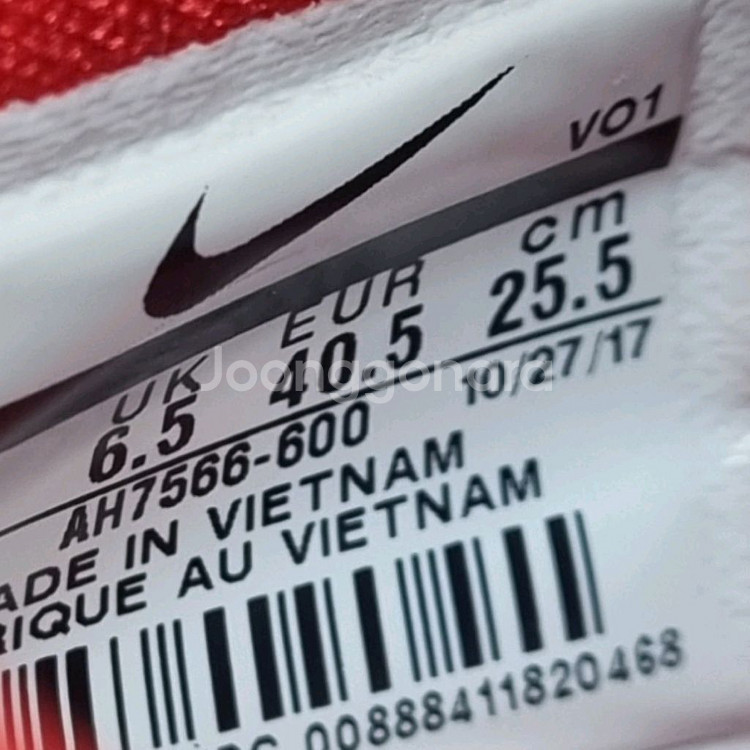 VO1
UK EUR cm
6.5 40.5 25.5
AH7566-600 10/27/17
ADE IN VIETNAM
RIQUE AU VIETNAM
00888411820468
Joonggonara